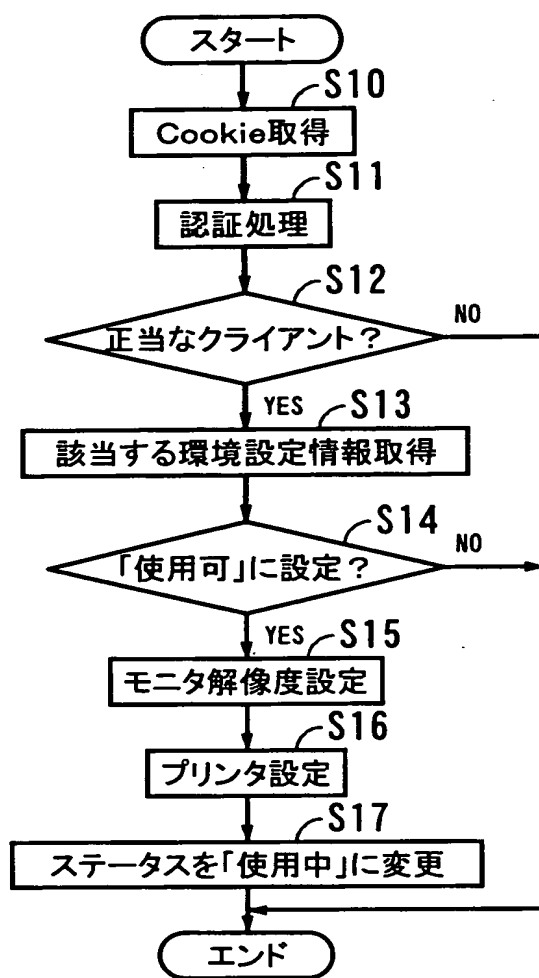 スタート
S10
Cookie取得
S11
認証処理
S12
正当なクライアント？
NO
YES
S13
該当する環境設定情報取得
S14
「使用可」に設定？
NO
YES
S15
モニタ解像度設定
S16
プリンタ設定
S17
ステータスを「使用中」に変更
エンド